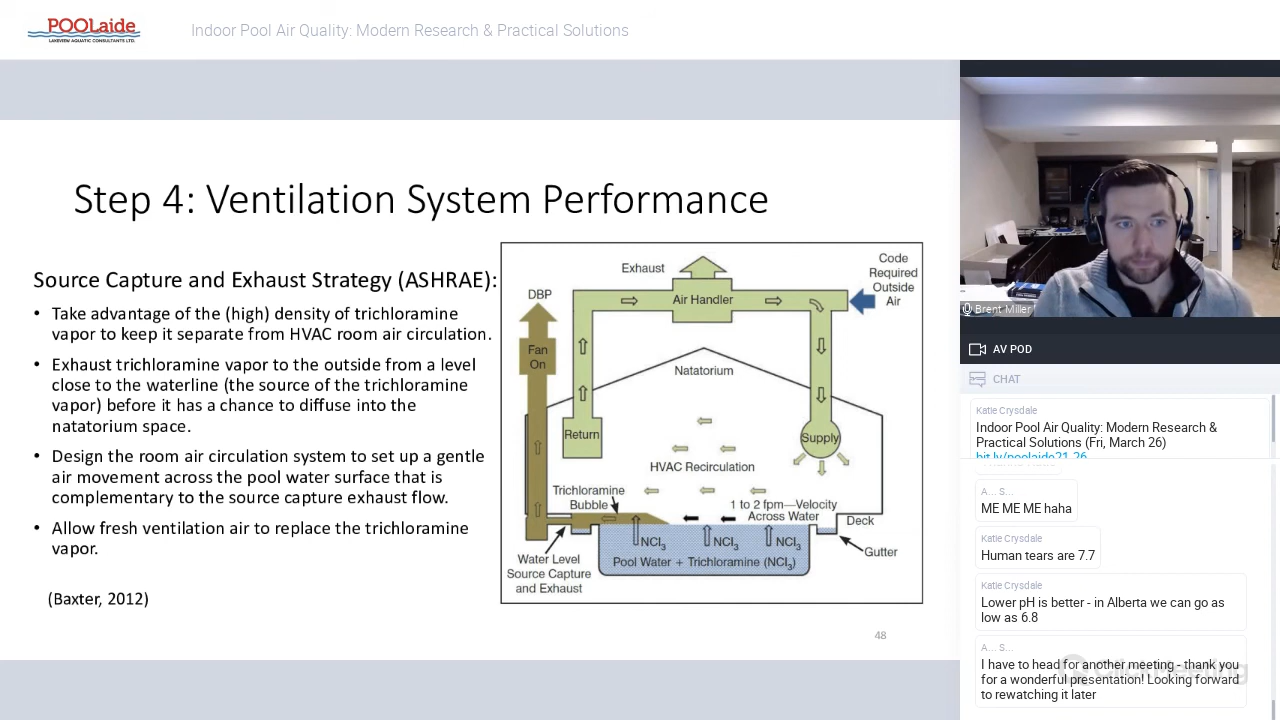 POOLaide
LAKEVIEW AQUATIC CONSULTANTS LTD.
Indoor Pool Air Quality: Modern Research & Practical Solutions
Step 4: Ventilation System Performance
Source Capture and Exhaust Strategy (ASHRAE):
• Take advantage of the (high) density of trichloramine
vapor to keep it separate from HVAC room air circulation.
• Exhaust trichloramine vapor to the outside from a level
close to the waterline (the source of the trichloramine
vapor) before it has a chance to diffuse into the
natatorium space.
• Design the room air circulation system to set up a gentle
air movement across the pool water surface that is
complementary to the source capture exhaust flow.
• Allow fresh ventilation air to replace the trichloramine
vapor.
(Baxter, 2012)
Exhaust
Code
Required
Outside
Air
DBP
Air Handler
Fan
On
Natatorium
Return
Supply
HVAC Recirculation
Trichloramine
Bubble
1 to 2 fpm—Velocity
Across Water
Deck
NCl3
NCl3
NCl3
Gutter
Water Level
Source Capture
and Exhaust
Pool Water + Trichloramine (NCl3)
48
Brent Miller
AV POD
CHAT
Katie Crysdale
Indoor Pool Air Quality: Modern Research &
Practical Solutions (Fri, March 26)
bit.ly/poolaide21-26
A... S...
ME ME ME haha
Katie Crysdale
Human tears are 7.7
Katie Crysdale
Lower pH is better - in Alberta we can go as
low as 6.8
A... S...
I have to head for another meeting - thank you
for a wonderful presentation! Looking forward
to rewatching it later